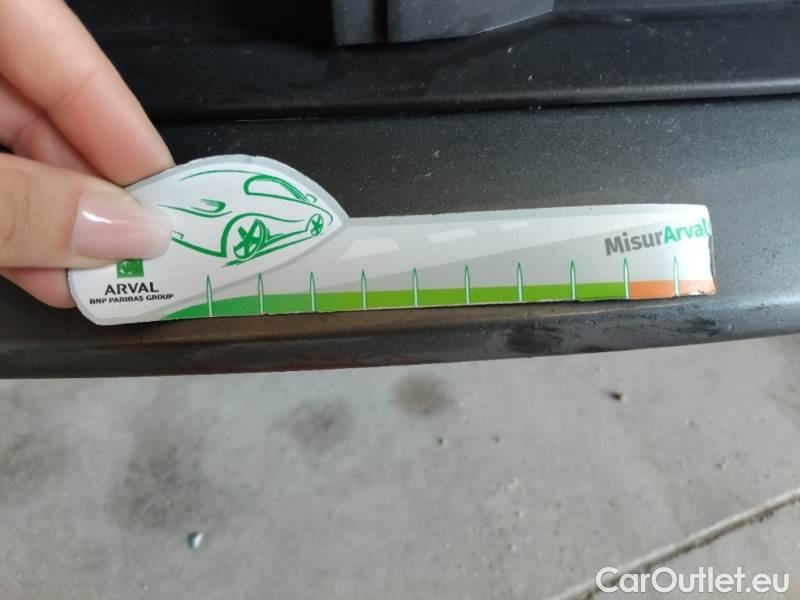 ARVAL
BNP PARIBAS GROUP
MisurArval
CarOutlet.eu